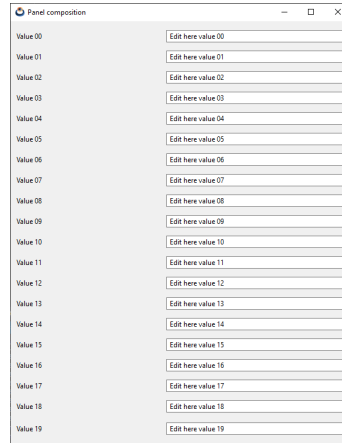 Panel composition
Value 00 Edit here value 00
Value 01 Edit here value 01
Value 02 Edit here value 02
Value 03 Edit here value 03
Value 04 Edit here value 04
Value 05 Edit here value 05
Value 06 Edit here value 06
Value 07 Edit here value 07
Value 08 Edit here value 08
Value 09 Edit here value 09
Value 10 Edit here value 10
Value 11 Edit here value 11
Value 12 Edit here value 12
Value 13 Edit here value 13
Value 14 Edit here value 14
Value 15 Edit here value 15
Value 16 Edit here value 16
Value 17 Edit here value 17
Value 18 Edit here value 18
Value 19 Edit here value 19